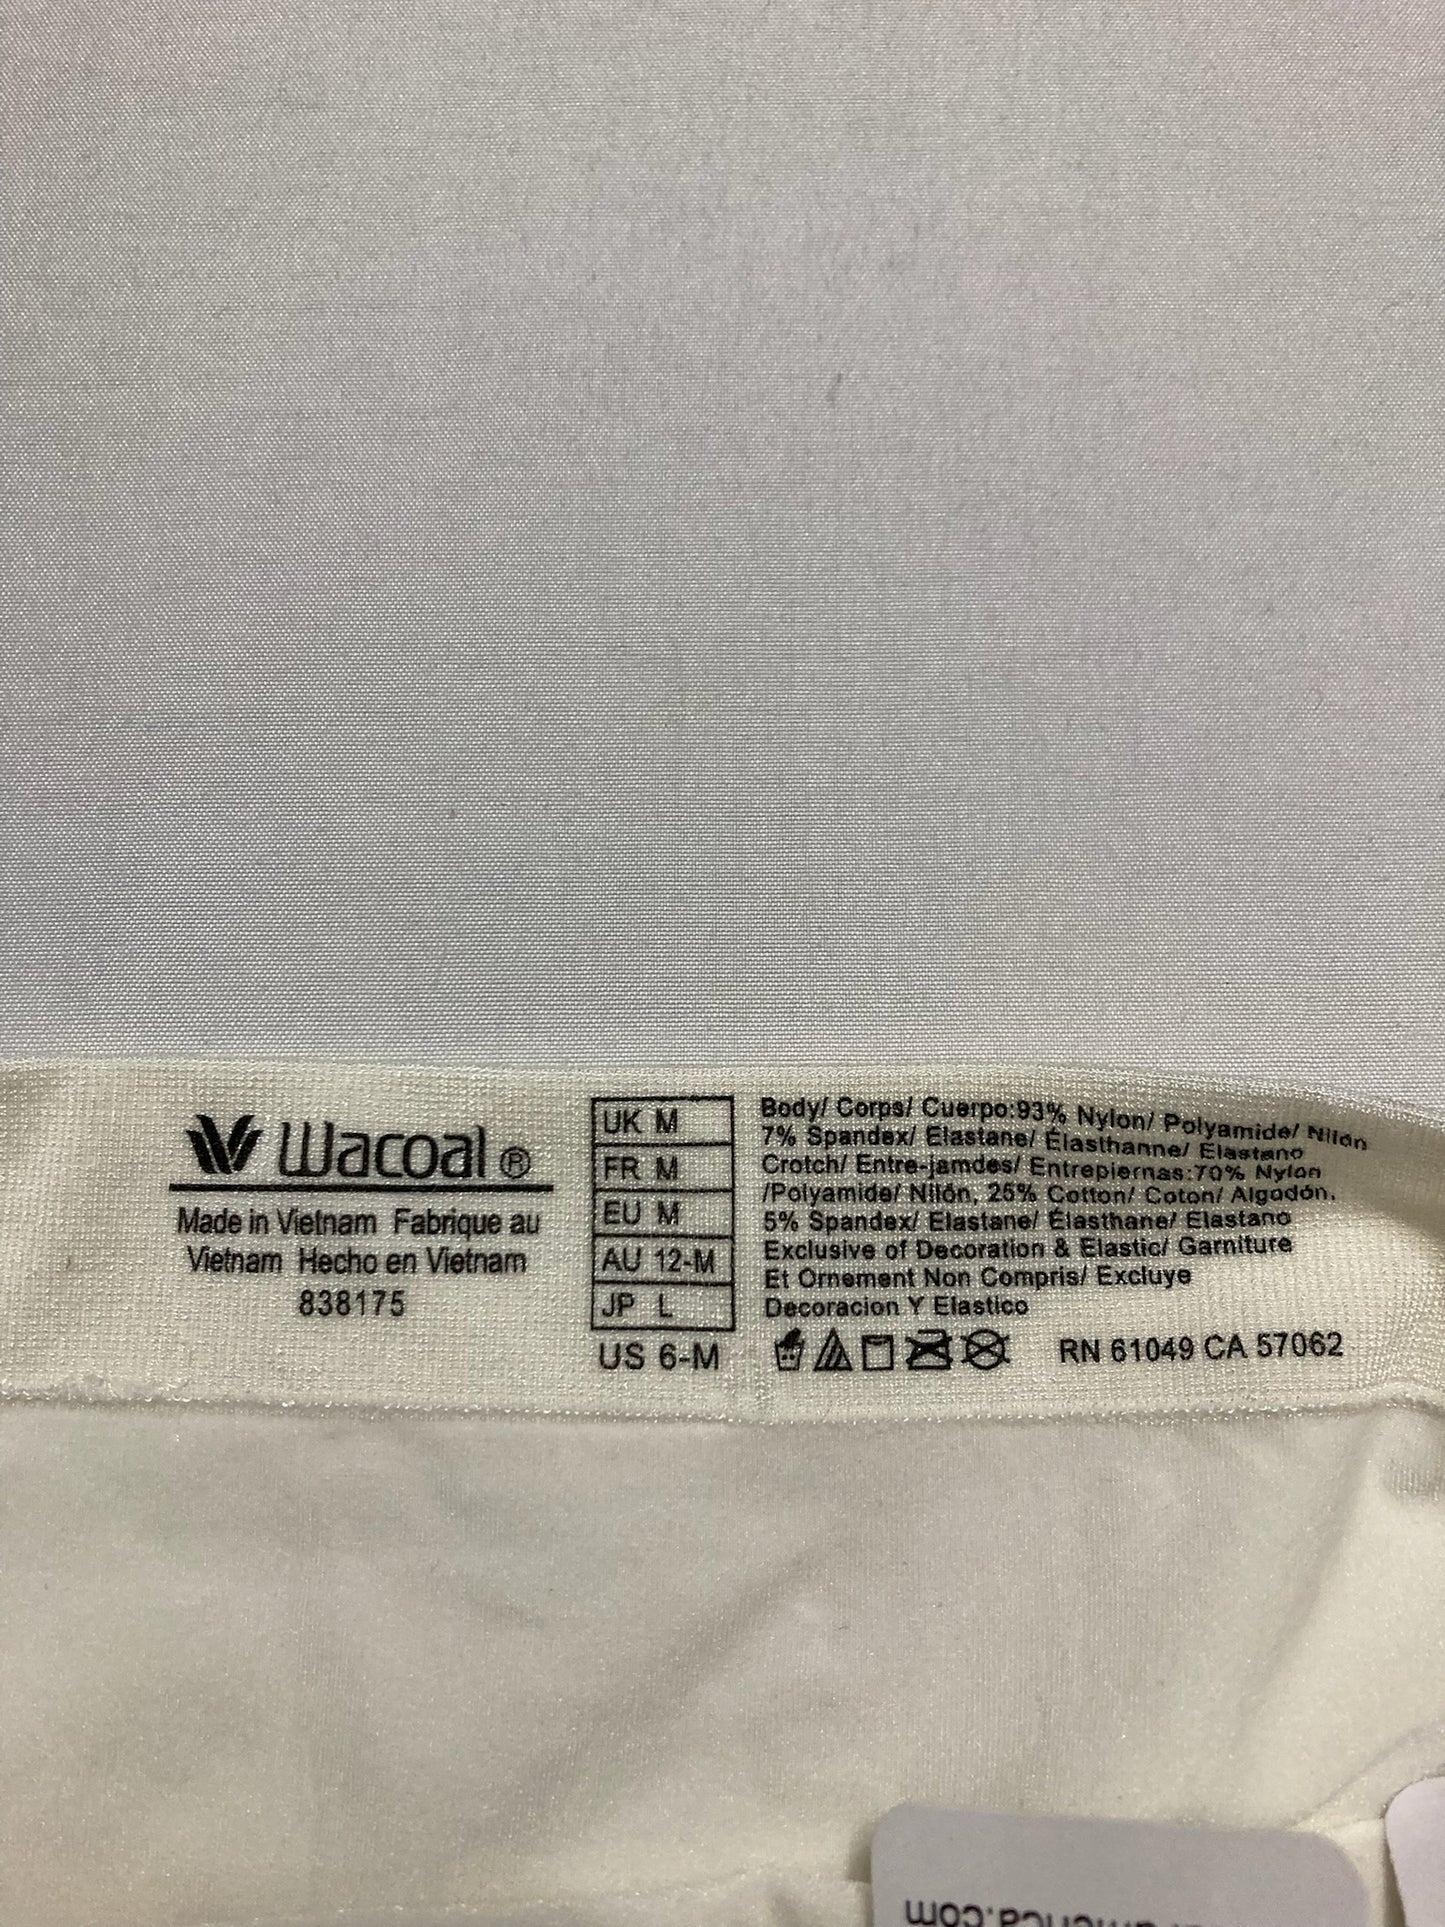 Wacoal ®
Made in Vietnam Fabrique au
Vietnam Hecho en Vietnam
838175
UK M
FR M
EU M
AU 12-M
JP L
US 6-M
Body/ Corps/ Cuerpo:93% Nylon/ Polyamide/ Nilón
7% Spandex/ Elastane/ Élasthanne/ Elastano
Crotch/ Entre-jamdes/ Entrepiernas:70% Nylon
/Polyamide/ Nilón, 25% Cotton/ Coton/ Algodón,
5% Spandex/ Elastane/ Élasthane/ Elastano
Exclusive of Decoration & Elastic/ Garniture
Et Ornement Non Compris/ Excluye
Decoracion Y Elastico
RN 61049 CA 57062
america.com